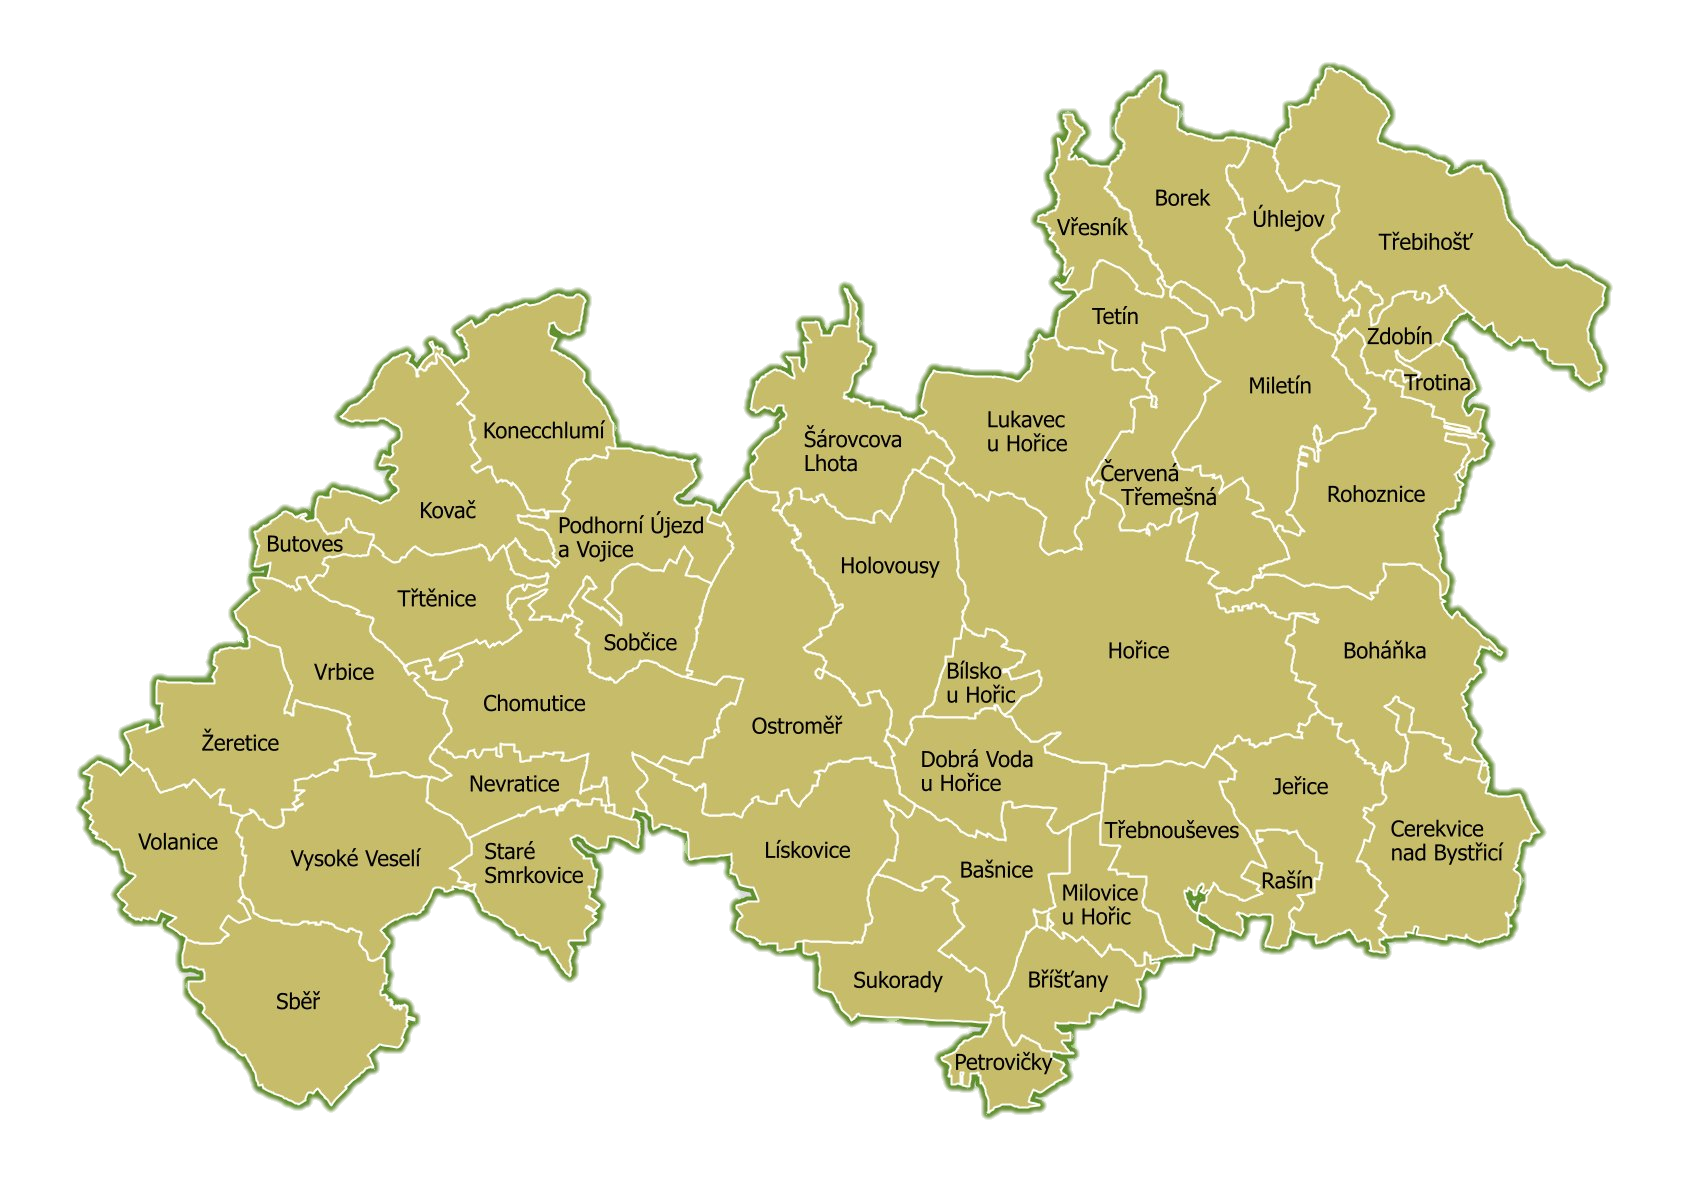 Borek
Úhlejov
Vřesník
Třebihošť
Tetín
Zdobín
Trotina
Miletín
Lukavec
u Hořice
Konecchlumí
Šárovcova
Lhota
Červená
Třemešná
Rohoznice
Kovač
Podhorní Újezd
a Vojice
Butoves
Holovousy
Třtěnice
Sobčice
Hořice
Boháňka
Vrbice
Bílsko
u Hořic
Chomutice
Ostroměř
Žeretice
Dobrá Voda
u Hořice
Nevratice
Jeřice
Třebnouševes
Cerekvice
nad Bystřicí
Volanice
Vysoké Veselí
Staré
Smrkovice
Lískovice
Bašnice
Rašín
Milovice
u Hořic
Sukorady
Bříšťany
Sběř
Petrovičky